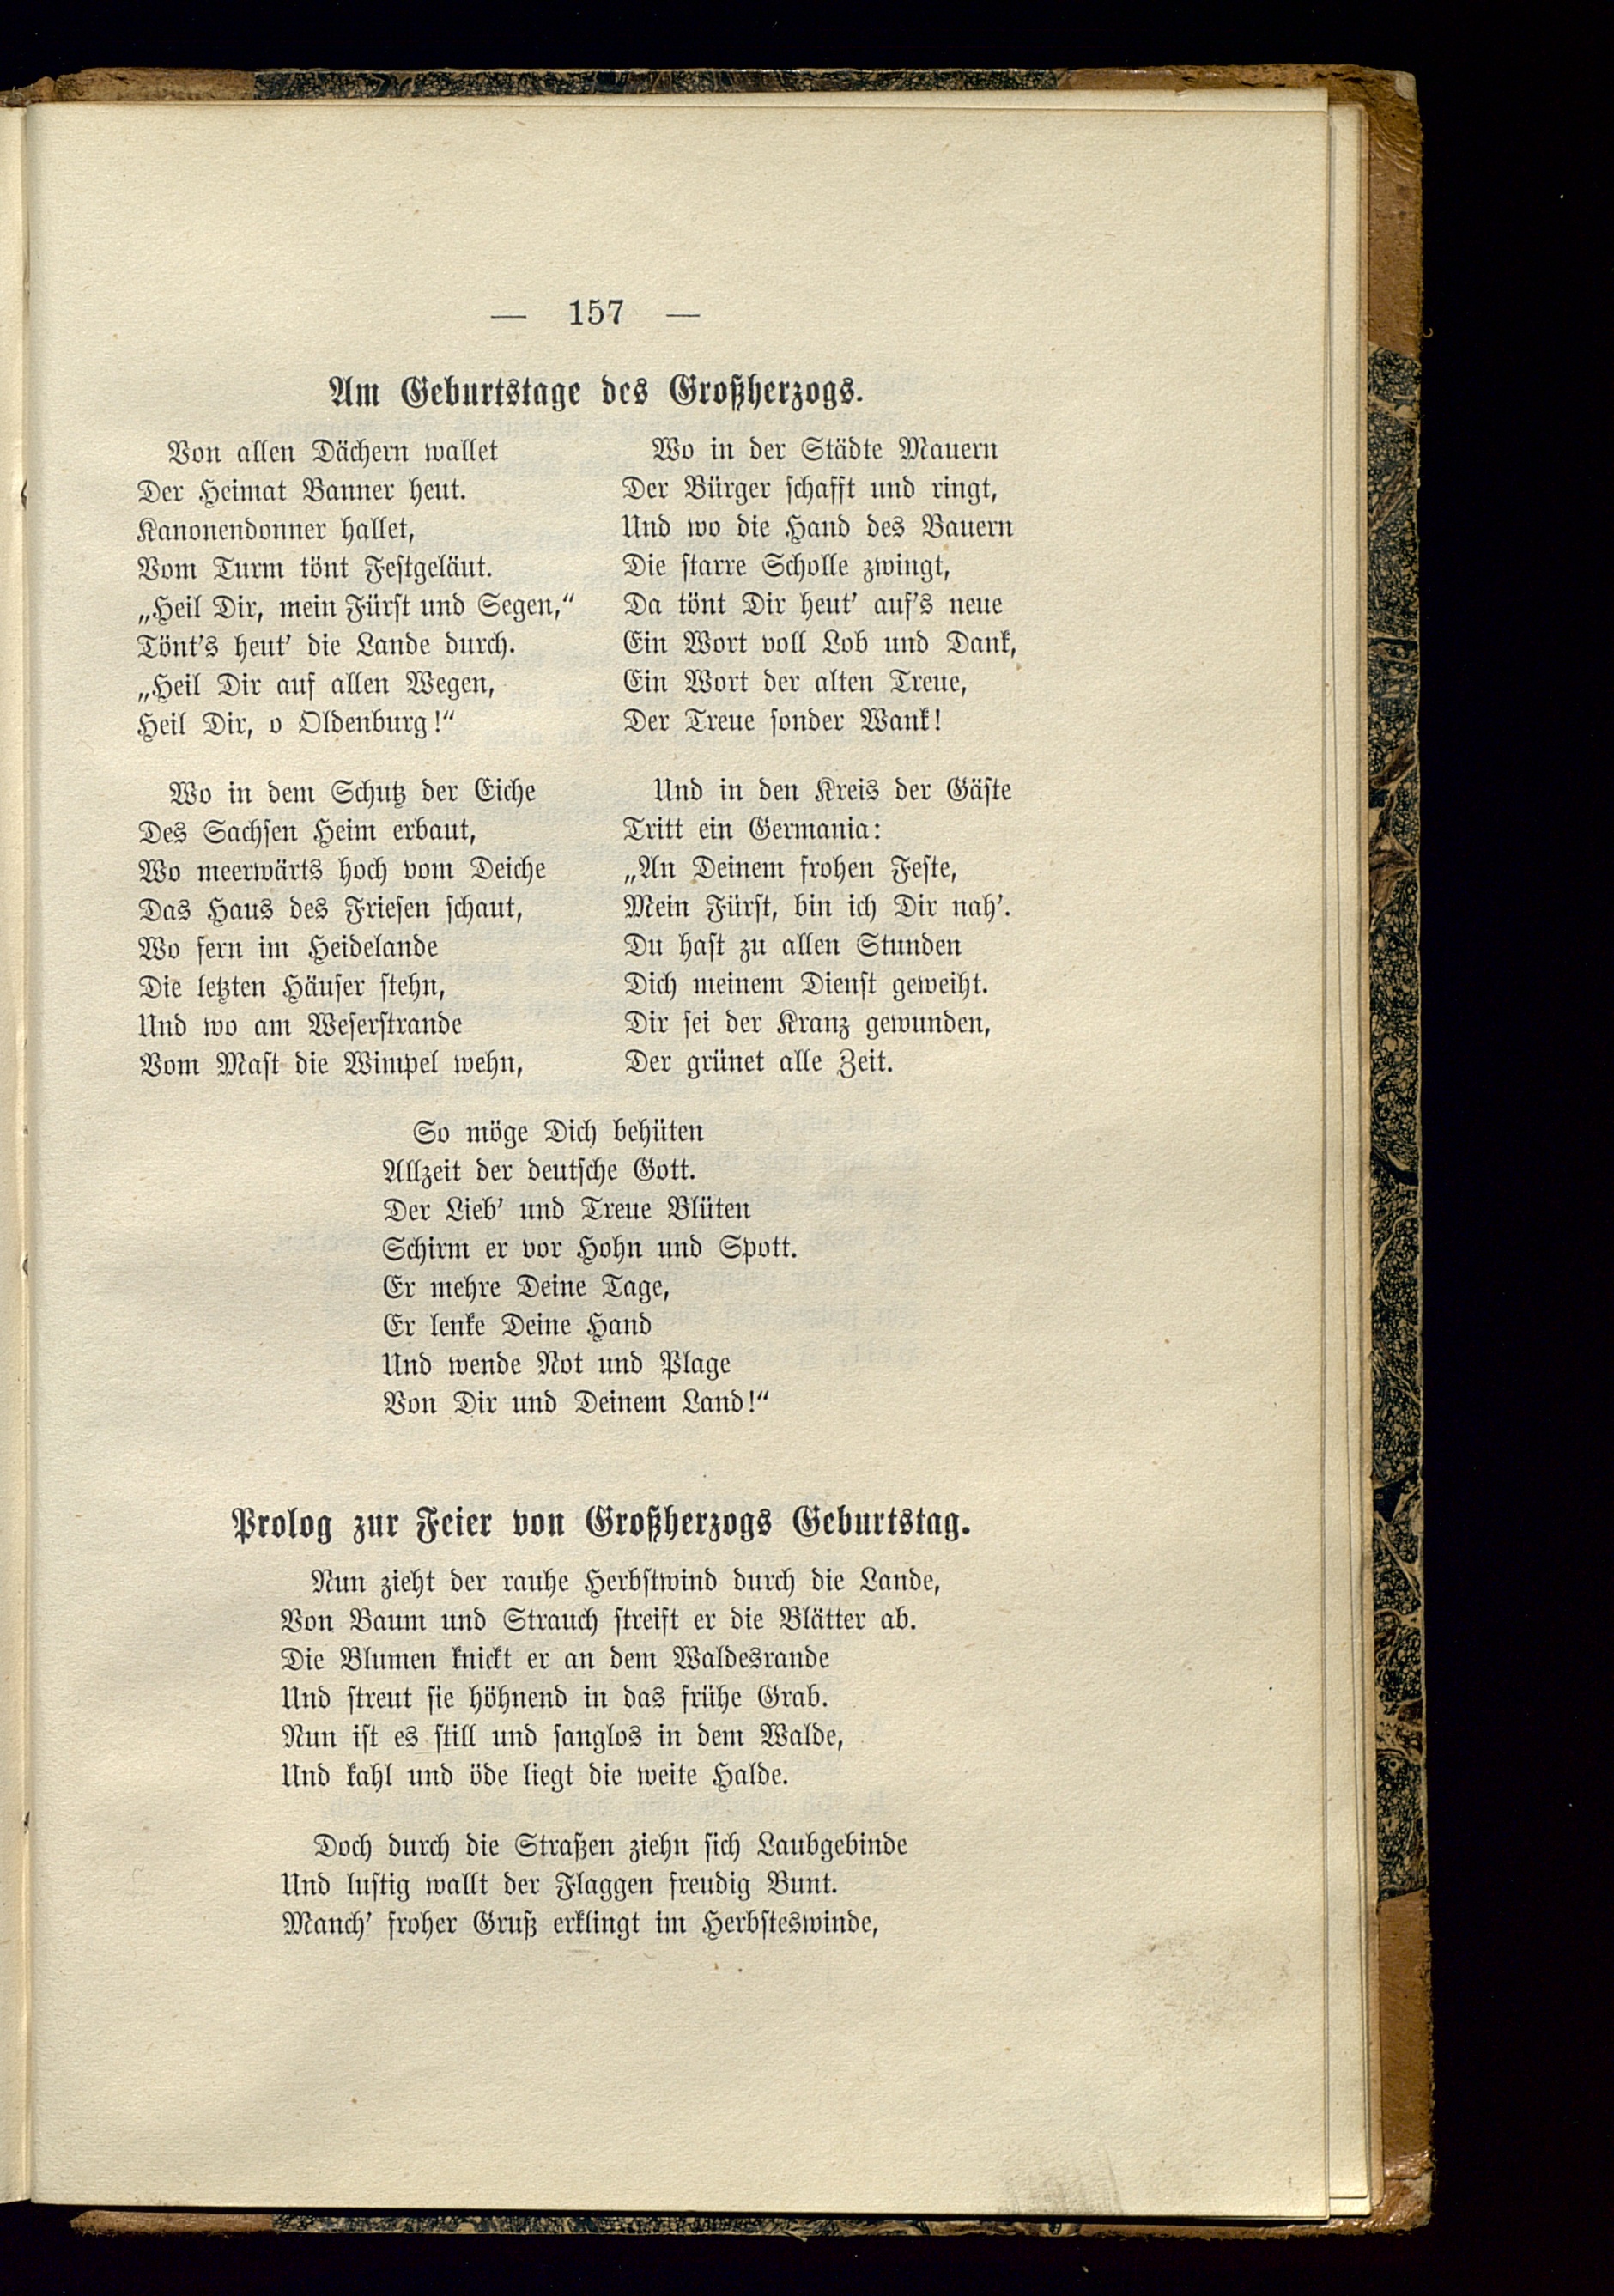 — 157 —
Am Geburtstage des Großherzogs.
Von allen Dächern wallet
Der Heimat Banner heut.
Kanonendonner hallet,
Vom Turm tönt Festgeläut.
„Heil Dir, mein Fürst und Segen,“
Tönt's heut' die Lande durch.
„Heil Dir auf allen Wegen,
Heil Dir, o Oldenburg!“
Wo in dem Schutz der Eiche
Des Sachsen Heim erbaut,
Wo meerwärts hoch vom Deiche
Das Haus des Friesen schaut,
Wo fern im Heidelande
Die letzten Häuser stehn,
Und wo am Weserstrande
Vom Mast die Wimpel wehn,
Wo in der Städte Mauern
Der Bürger schafft und ringt,
Und wo die Hand des Bauern
Die starre Scholle zwingt,
Da tönt Dir heut' auf's neue
Ein Wort voll Lob und Dank,
Ein Wort der alten Treue,
Der Treue sonder Wank!
Und in den Kreis der Gäste
Tritt ein Germania:
„An Deinem frohen Feste,
Mein Fürst, bin ich Dir nah'.
Du hast zu allen Stunden
Dich meinem Dienst geweiht.
Dir sei der Kranz gewunden,
Der grünet alle Zeit.
So möge Dich behüten
Allzeit der deutsche Gott.
Der Lieb' und Treue Blüten
Schirm er vor Hohn und Spott.
Er mehre Deine Tage,
Er lenke Deine Hand
Und wende Not und Plage
Von Dir und Deinem Land!“
Prolog zur Feier von Großherzogs Geburtstag.
Nun zieht der rauhe Herbstwind durch die Lande,
Von Baum und Strauch streift er die Blätter ab.
Die Blumen knickt er an dem Waldesrande
Und streut sie höhnend in das frühe Grab.
Nun ist es still und sanglos in dem Walde,
Und kahl und öde liegt die weite Halde.
Doch durch die Straßen ziehn sich Laubgebinde
Und lustig wallt der Flaggen freudig Bunt.
Manch' froher Gruß erklingt im Herbsteswinde,